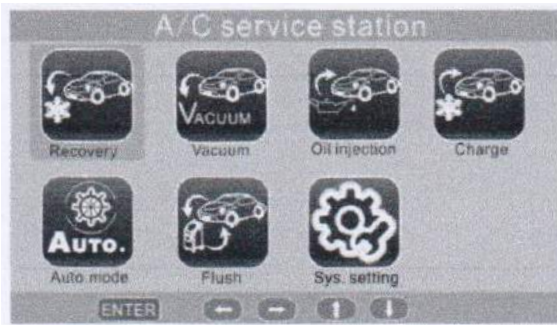 A/C service station
VACUUM
Recovery Vacuum Oil injection Charge
AUTO.
Auto mode Flush Sys. setting
ENTER